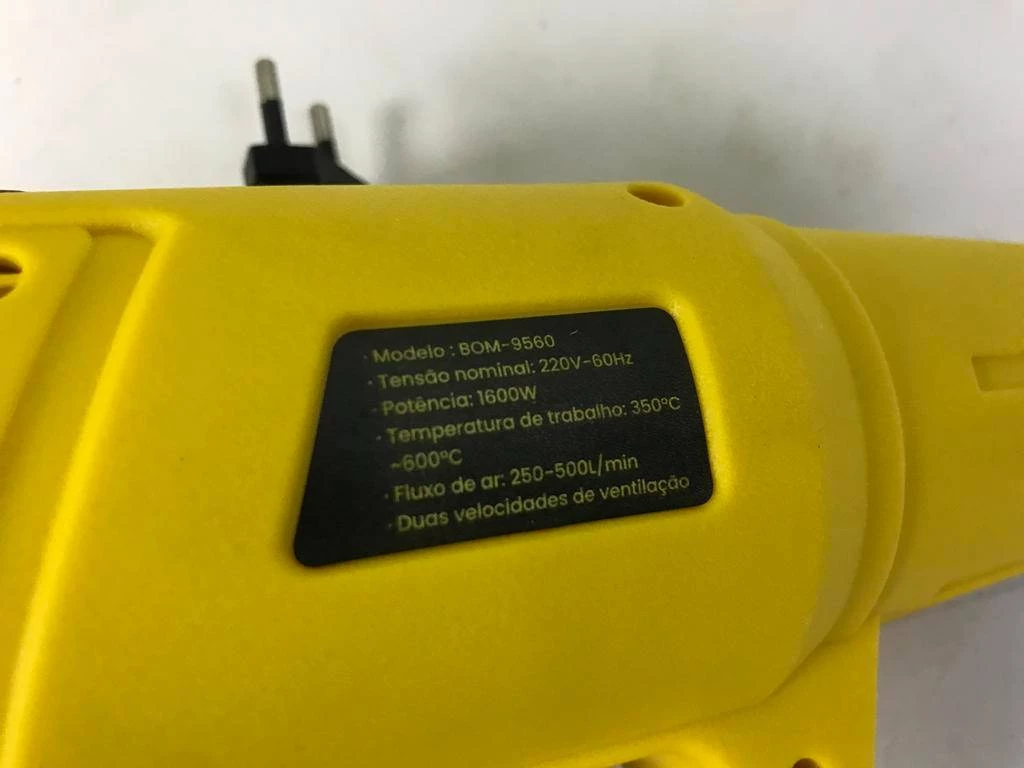 · Modelo : BOM-9560
· Tensão nominal: 220V-60Hz
· Potência: 1600W
· Temperatura de trabalho: 350°C
~600°C
· Fluxo de ar: 250-500L/min
· Duas velocidades de ventilação